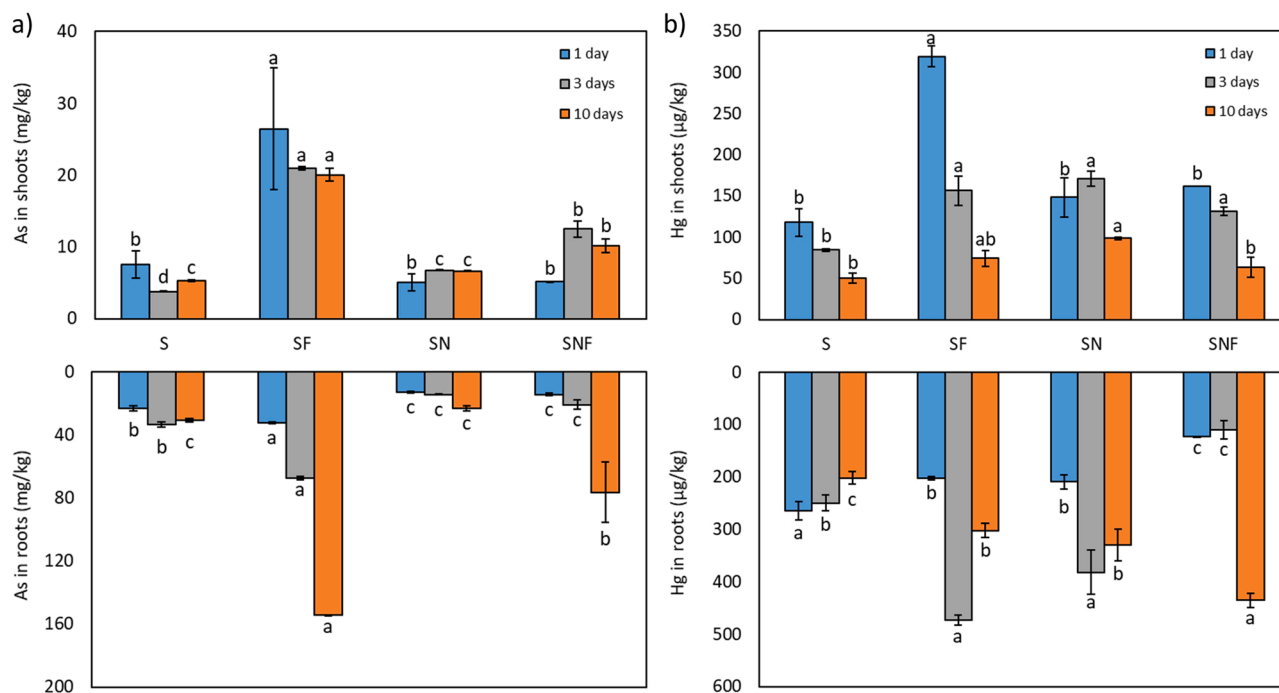 a)
As in shoots (mg/kg)
40
30
20
10
0
1 day
3 days
10 days
b d c
a a a
b c c
b b b
S SF SN SNF
As in roots (mg/kg)
0
40
80
120
160
200
b b c
a a a
c c c
c c b
b)
Hg in shoots (µg/kg)
350
300
250
200
150
100
50
0
1 day
3 days
10 days
b b b
a a ab
b a a
b a b
S SF SN SNF
Hg in roots (µg/kg)
0
100
200
300
400
500
600
a b c
b a b
b a b
c c a